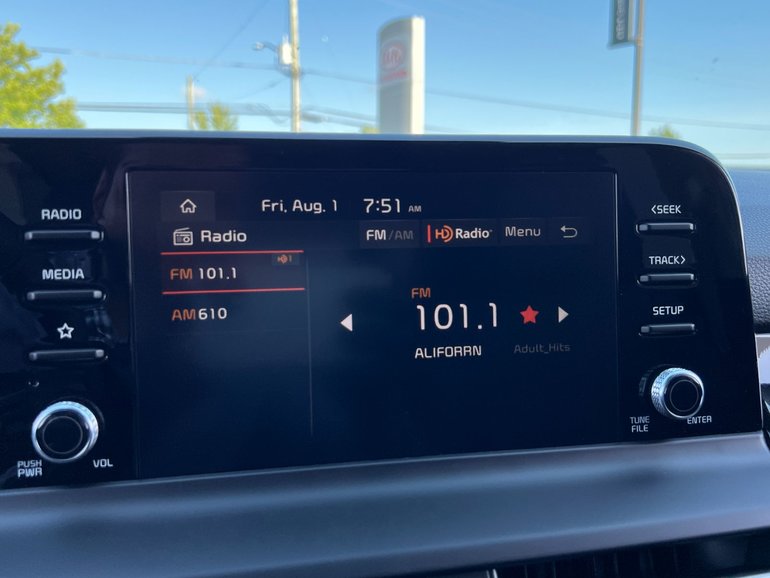 Fri, Aug. 1 7:51 AM
RADIO
<SEEK
Radio FM/AM HD Radio Menu
MEDIA
FM 101.1 HD1
TRACK>
FM
AM 610
101.1
SETUP
ALIFORRN Adult_Hits
TUNE FILE ENTER
PUSH PWR VOL